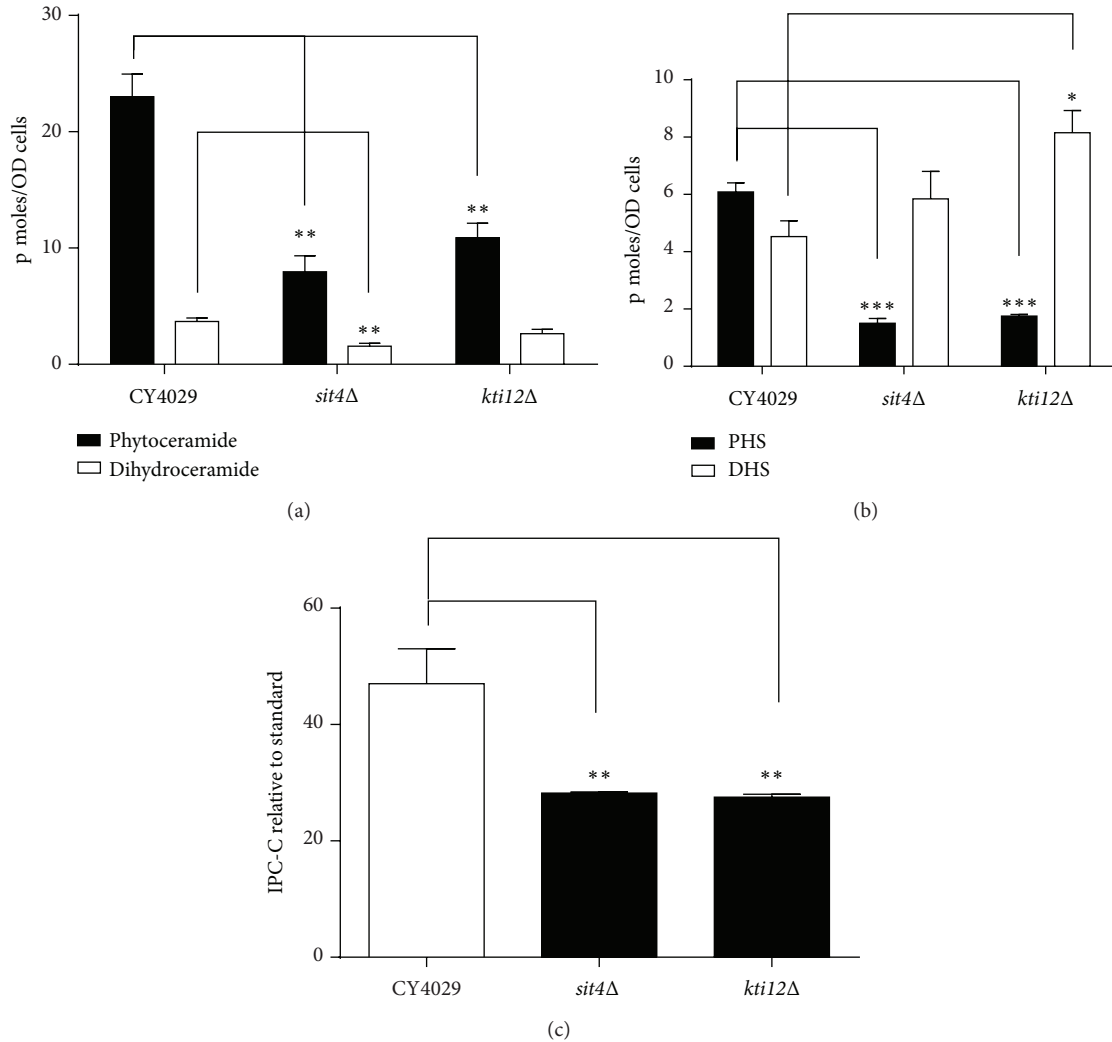 30
20
10
0
p moles/OD cells
**
**
**
CY4029
sit4Δ
kti12Δ
Phytoceramide
Dihydroceramide
(a)
10
8
6
4
2
0
p moles/OD cells
***
***
*
CY4029
sit4Δ
kti12Δ
PHS
DHS
(b)
60
40
20
0
IPC-C relative to standard
**
**
CY4029
sit4Δ
kti12Δ
(c)